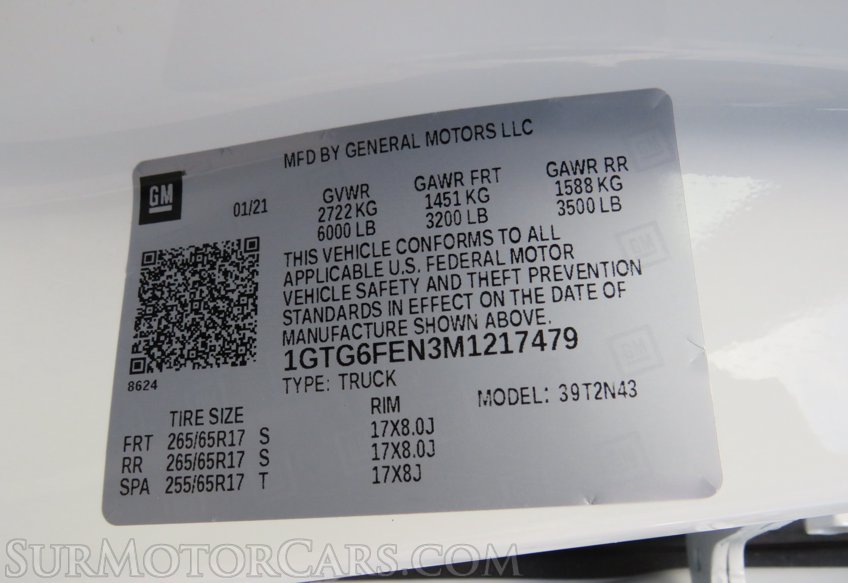 MFD BY GENERAL MOTORS LLC
GM
01/21
GVWR GAWR FRT GAWR RR
2722 KG 1451 KG 1588 KG
6000 LB 3200 LB 3500 LB
THIS VEHICLE CONFORMS TO ALL
APPLICABLE U.S. FEDERAL MOTOR
VEHICLE SAFETY AND THEFT PREVENTION
STANDARDS IN EFFECT ON THE DATE OF
MANUFACTURE SHOWN ABOVE.
1GTG6FEN3M1217479
8624
TYPE: TRUCK MODEL: 39T2N43
TIRE SIZE RIM
FRT 265/65R17 S 17X8.0J
RR 265/65R17 S 17X8.0J
SPA 255/65R17 T 17X8J
SURMOTORCARS.COM